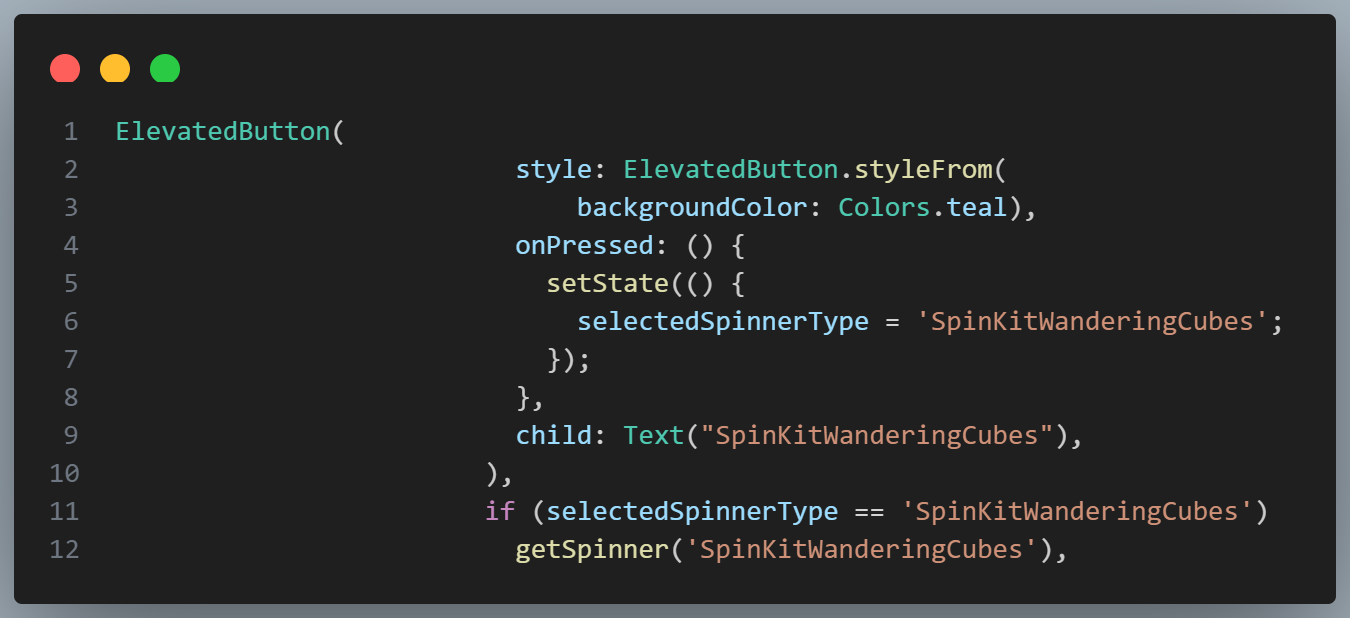 1 ElevatedButton(
2 style: ElevatedButton.styleFrom(
3 backgroundColor: Colors.teal),
4 onPressed: () {
5 setState(() {
6 selectedSpinnerType = 'SpinKitWanderingCubes';
7 });
8 },
9 child: Text("SpinKitWanderingCubes"),
10 ),
11 if (selectedSpinnerType == 'SpinKitWanderingCubes')
12 getSpinner('SpinKitWanderingCubes'),